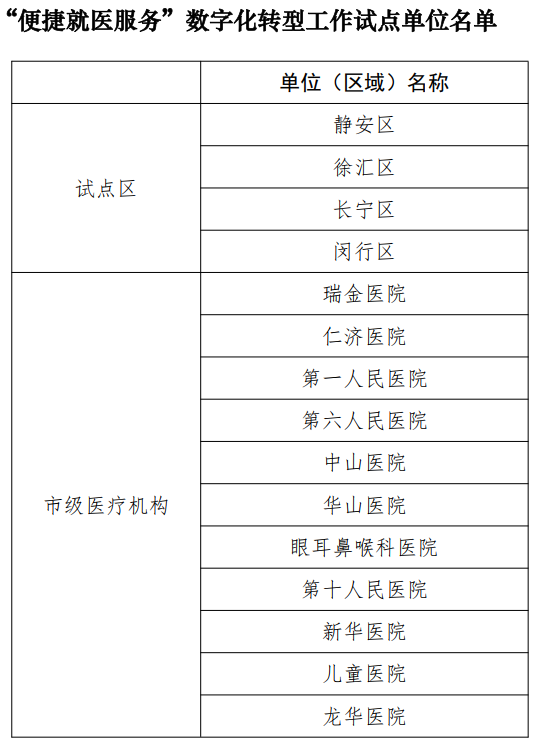 “便捷就医服务”数字化转型工作试点单位名单
单位（区域）名称
试点区
静安区
徐汇区
长宁区
闵行区
市级医疗机构
瑞金医院
仁济医院
第一人民医院
第六人民医院
中山医院
华山医院
眼耳鼻喉科医院
第十人民医院
新华医院
儿童医院
龙华医院